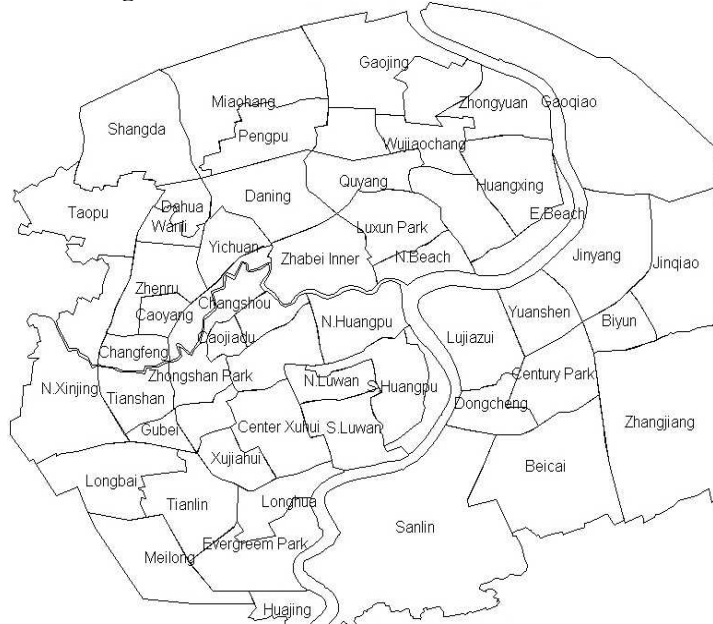 Gaojing
Miaohang
Zhongyuan
Gaoqiao
Shangda
Pengpu
Wujiaochang
Quyang
Huangxing
Daning
Taopu
Dahua
Wanli
E.Beach
Luxun Park
Yichuan
Zhabei Inner
N.Beach
Jinyang
Jinqiao
Zhenru
Changshou
Caoyang
Yuanshen
Biyun
N.Huangpu
Caojiadu
Lujiazui
Changfeng
Zhongshan Park
Century Park
N.Xinjing
N.Luwan
S.Huangpu
Tianshan
Dongcheng
Zhangjiang
Gubei
Center Xuhui
S.Luwan
Xujiahui
Beicai
Longbai
Tianlin
Longhua
Sanlin
Evergreem Park
Meilong
Huajing